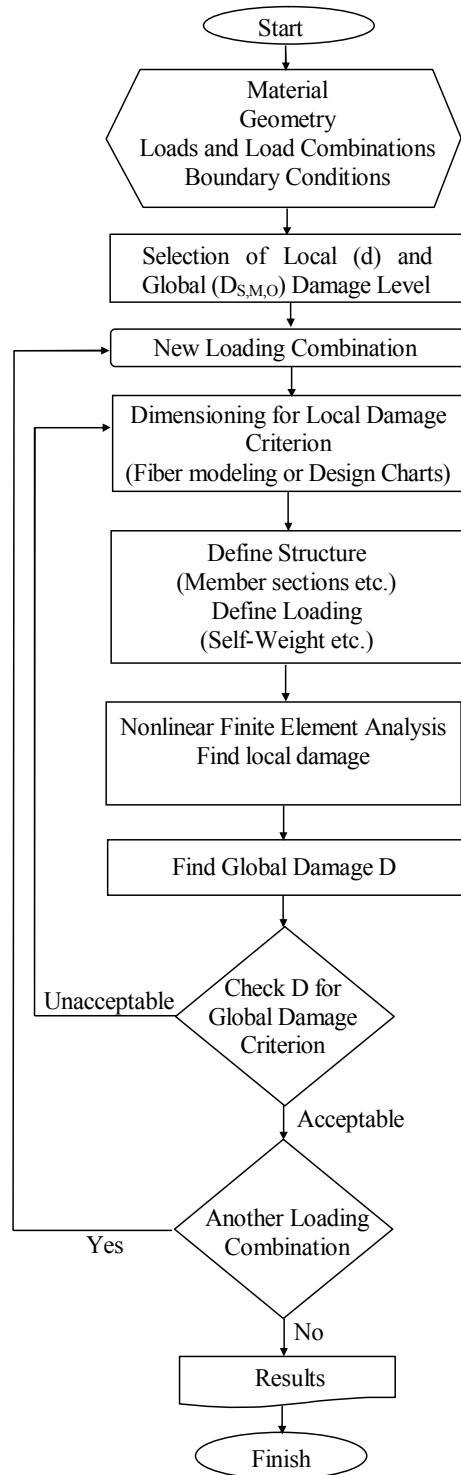 Start
Material
Geometry
Loads and Load Combinations
Boundary Conditions
Selection of Local (d) and
Global (D_{S,M,O}) Damage Level
New Loading Combination
Dimensioning for Local Damage
Criterion
(Fiber modeling or Design Charts)
Define Structure
(Member sections etc.)
Define Loading
(Self-Weight etc.)
Nonlinear Finite Element Analysis
Find local damage
Find Global Damage D
Unacceptable
Check D for
Global Damage
Criterion
Acceptable
Another Loading
Combination
Yes
No
Results
Finish